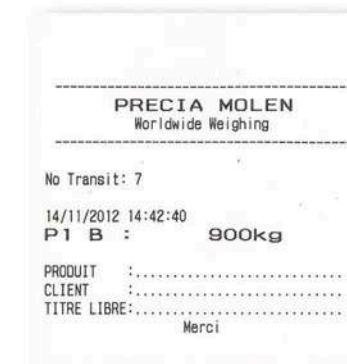 --------------------------------------------
PRECIA MOLEN
Worldwide Weighing
--------------------------------------------
No Transit: 7
14/11/2012 14:42:40
P1 B : 900kg
PRODUIT :.............................
CLIENT :.............................
TITRE LIBRE:.............................
Merci